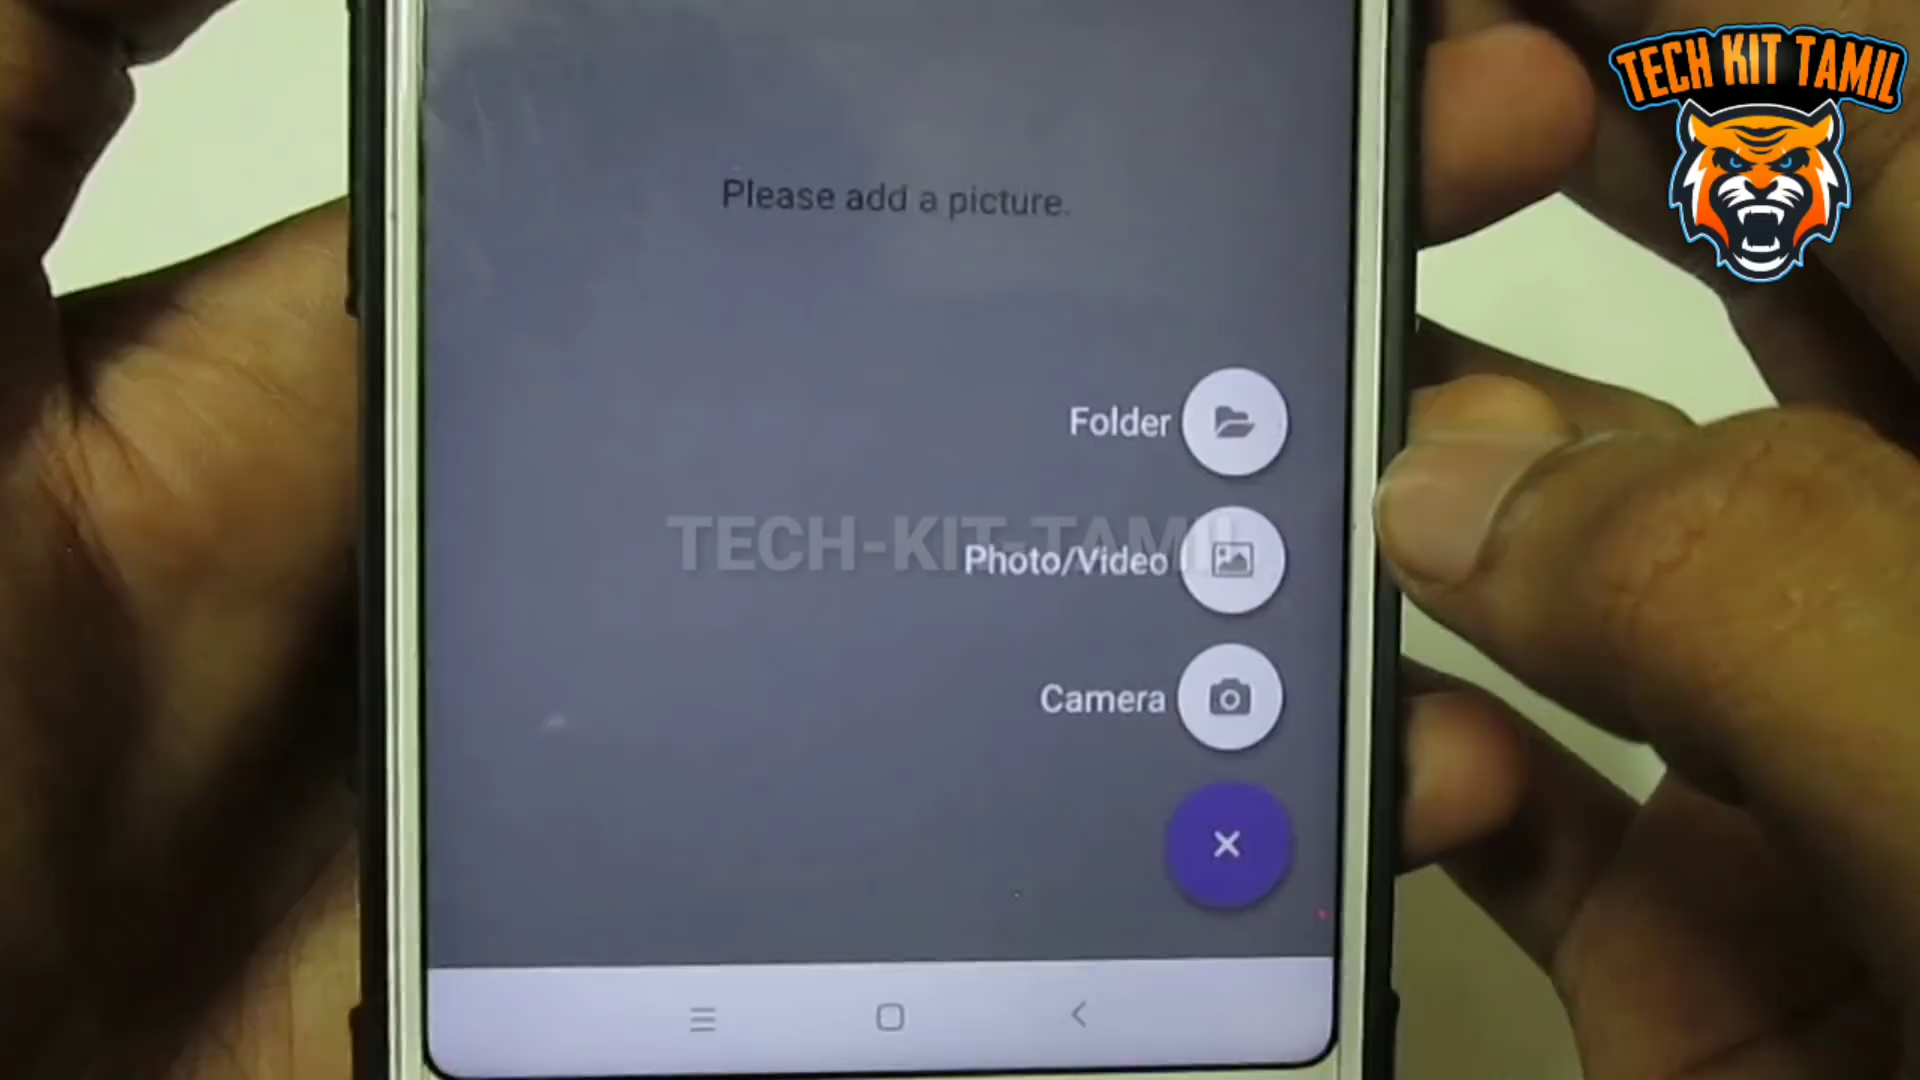 TECH KIT TAMIL
Please add a picture.
Folder
TECH-KIT-TAMIL
Photo/Video
Camera